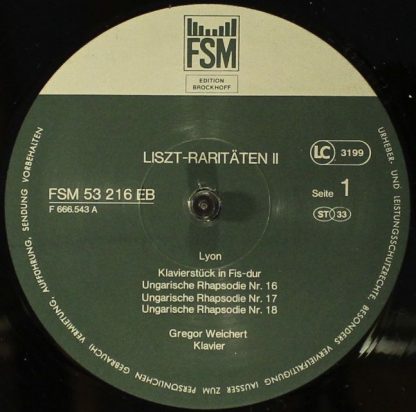 FSM
EDITION
BROCKHOFF
LISZT-RARITÄTEN II
LC 3199
FSM 53 216 EB
F 666.543 A
Seite 1
ST 33
Lyon
Klavierstück in Fis-dur
Ungarische Rhapsodie Nr. 16
Ungarische Rhapsodie Nr. 17
Ungarische Rhapsodie Nr. 18
Gregor Weichert
Klavier
URHEBER- UND LEISTUNGSSCHUTZRECHTE, BESONDERS VERVIELFÄLTIGUNG (AUSSER ZUM PERSÖNLICHEN GEBRAUCH) VERMIETUNG, AUFFÜHRUNG, SENDUNG VORBEHALTEN